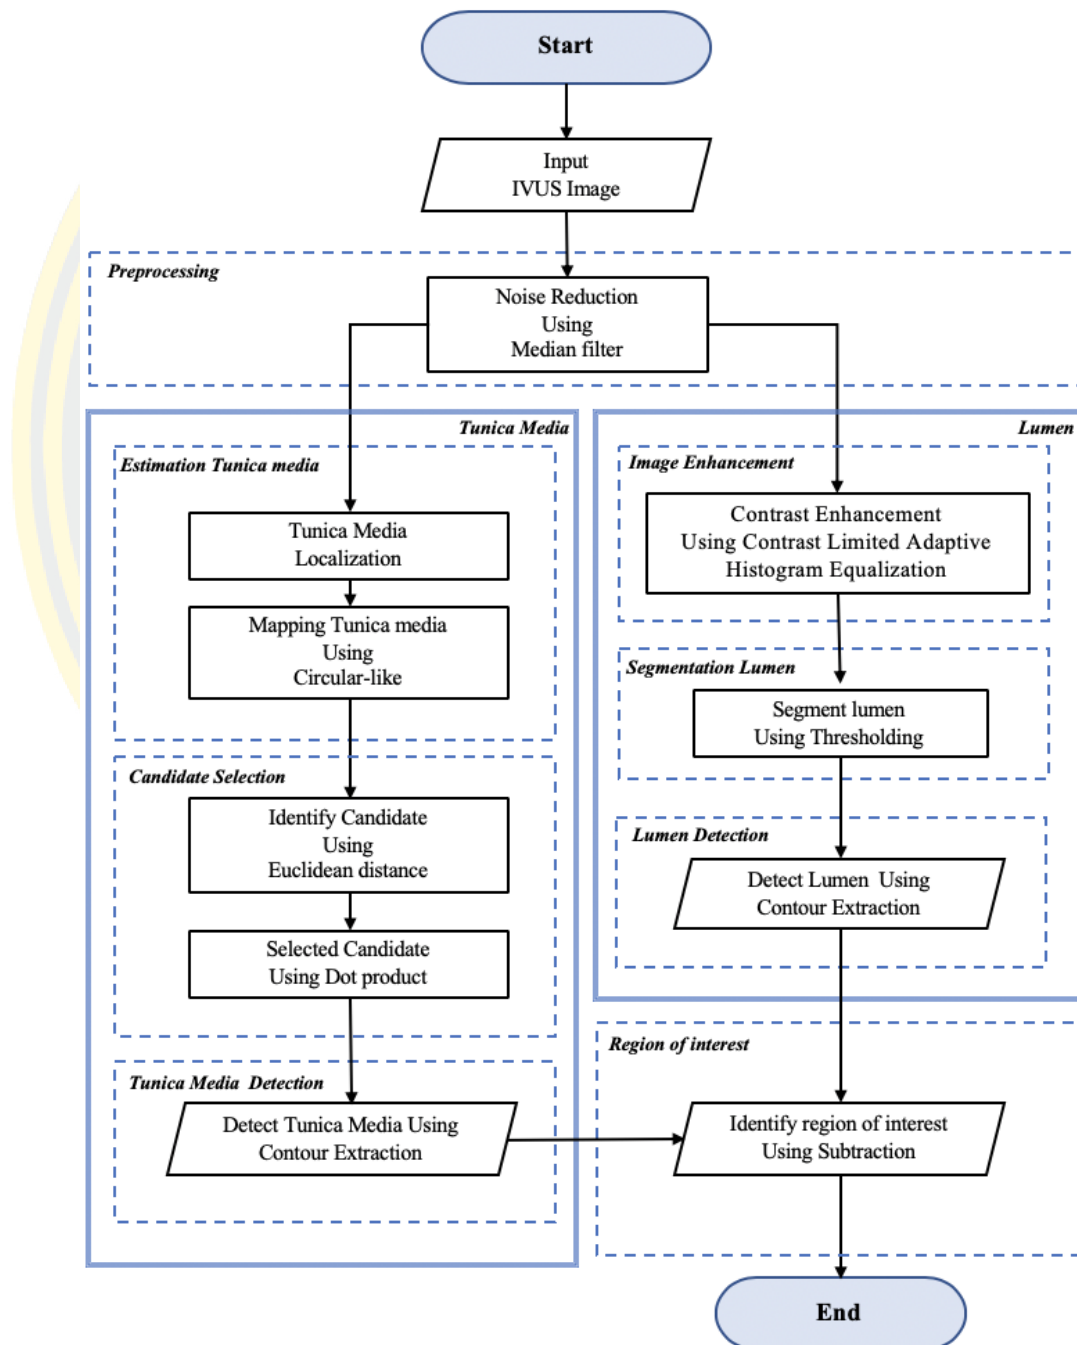 Start
Input
IVUS Image
Preprocessing
Noise Reduction
Using
Median filter
Tunica Media
Estimation Tunica media
Tunica Media
Localization
Mapping Tunica media
Using
Circular-like
Candidate Selection
Identify Candidate
Using
Euclidean distance
Selected Candidate
Using Dot product
Tunica Media Detection
Detect Tunica Media Using
Contour Extraction
Lumen
Image Enhancement
Contrast Enhancement
Using Contrast Limited Adaptive
Histogram Equalization
Segmentation Lumen
Segment lumen
Using Thresholding
Lumen Detection
Detect Lumen Using
Contour Extraction
Region of interest
Identify region of interest
Using Subtraction
End